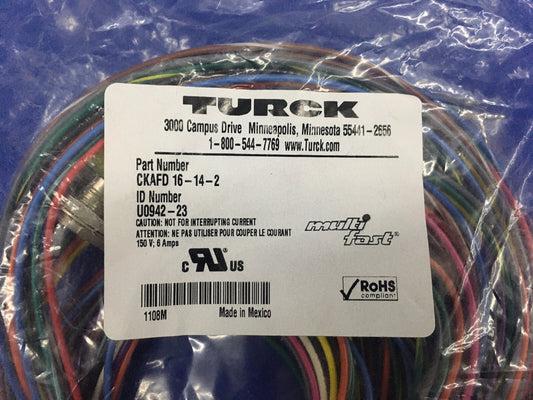 TURCK
3000 Campus Drive Minneapolis, Minnesota 55441-2656
1-800-544-7769 www.Turck.com
Part Number
CKAFD 16-14-2
ID Number
U0942-23
CAUTION: NOT FOR INTERRUPTING CURRENT
ATTENTION: NE PAS UTILISER POUR COUPER LE COURANT
150 V; 6 Amps
multi fast®
C RU US
RoHS
compliant
1108M Made in Mexico